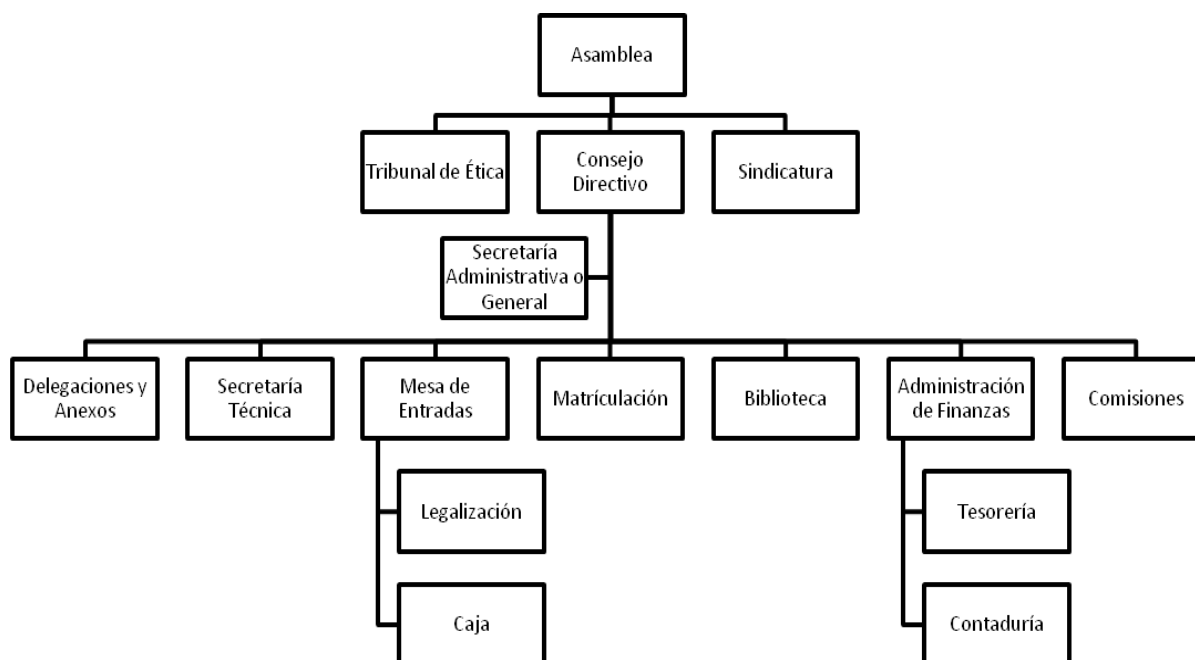 Asamblea
Tribunal de Ética
Consejo
Directivo
Sindicatura
Secretaría
Administrativa o
General
Delegaciones y
Anexos
Secretaría
Técnica
Mesa de
Entradas
Matrículación
Biblioteca
Administración
de Finanzas
Comisiones
Legalización
Tesorería
Caja
Contaduría